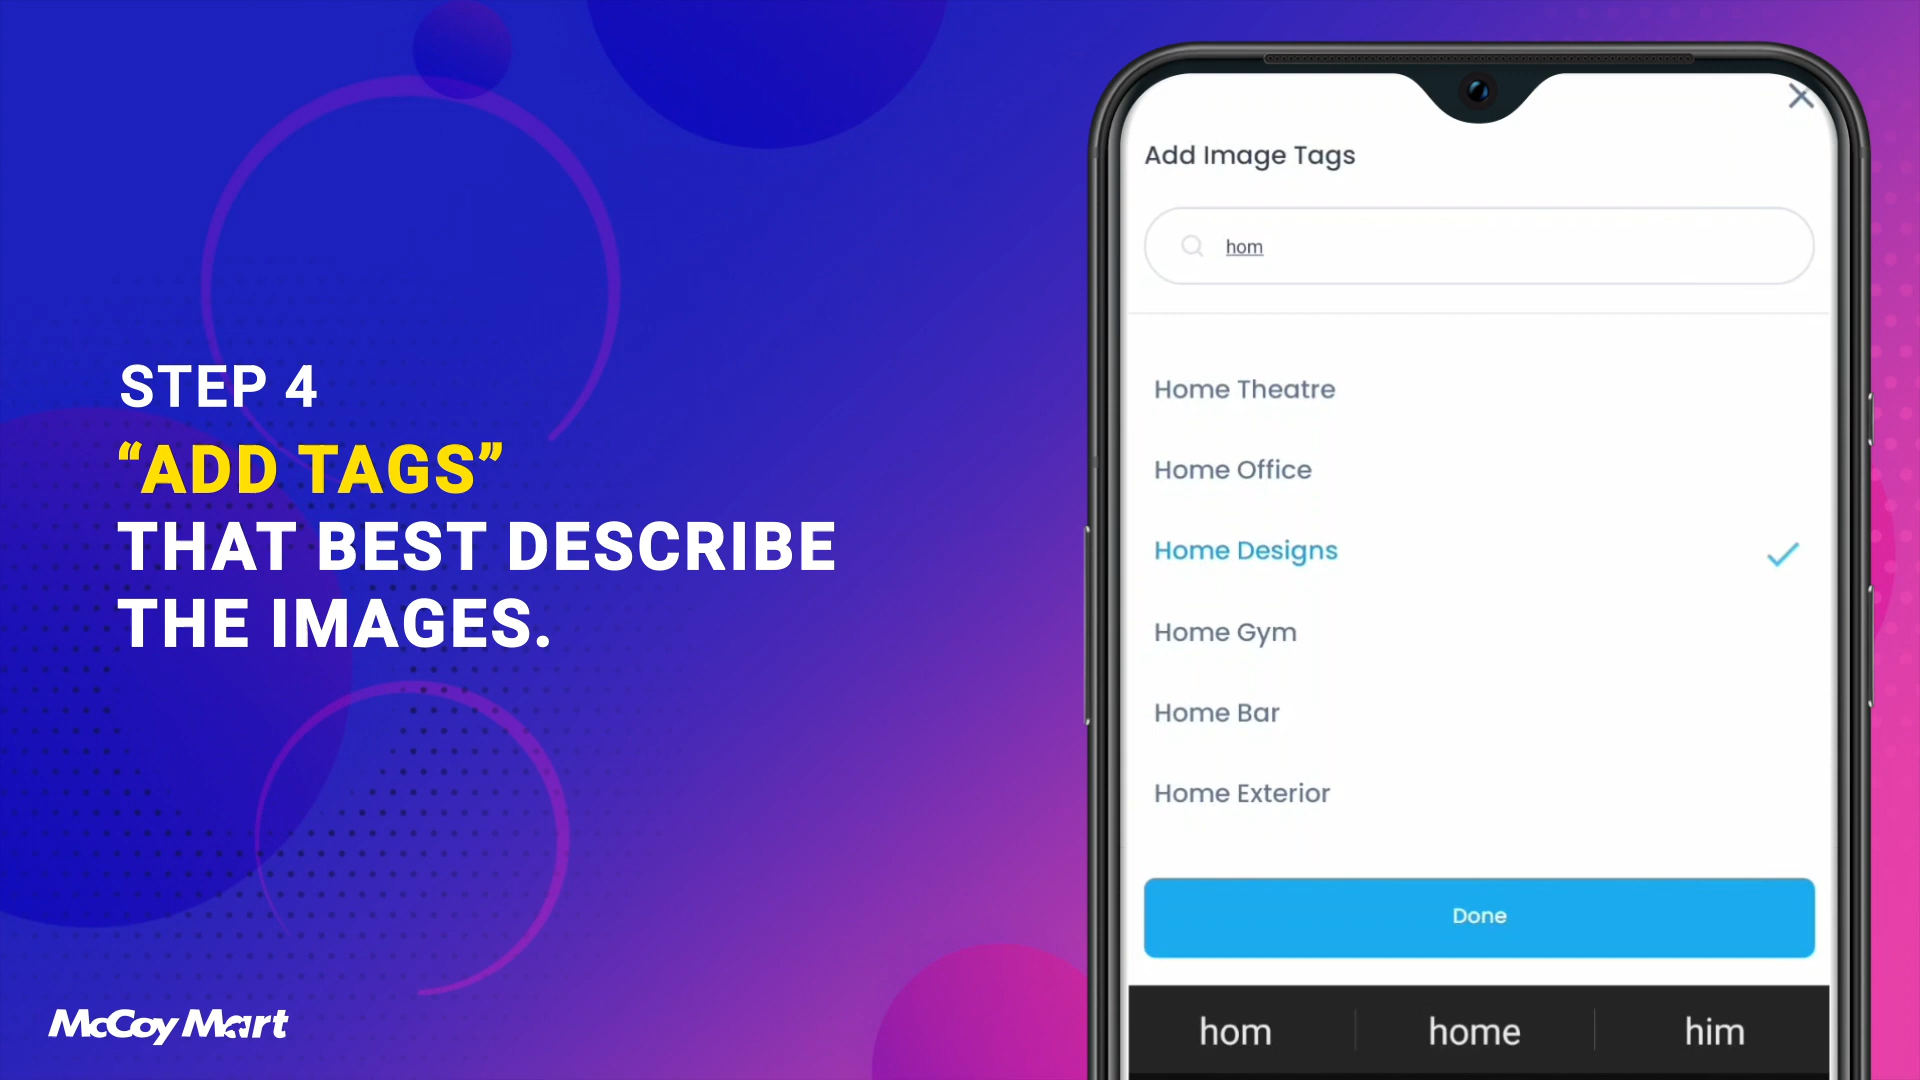 STEP 4
“ADD TAGS”
THAT BEST DESCRIBE
THE IMAGES.
McCoy Mart
Add Image Tags
hom
Home Theatre
Home Office
Home Designs
Home Gym
Home Bar
Home Exterior
Done
hom home him